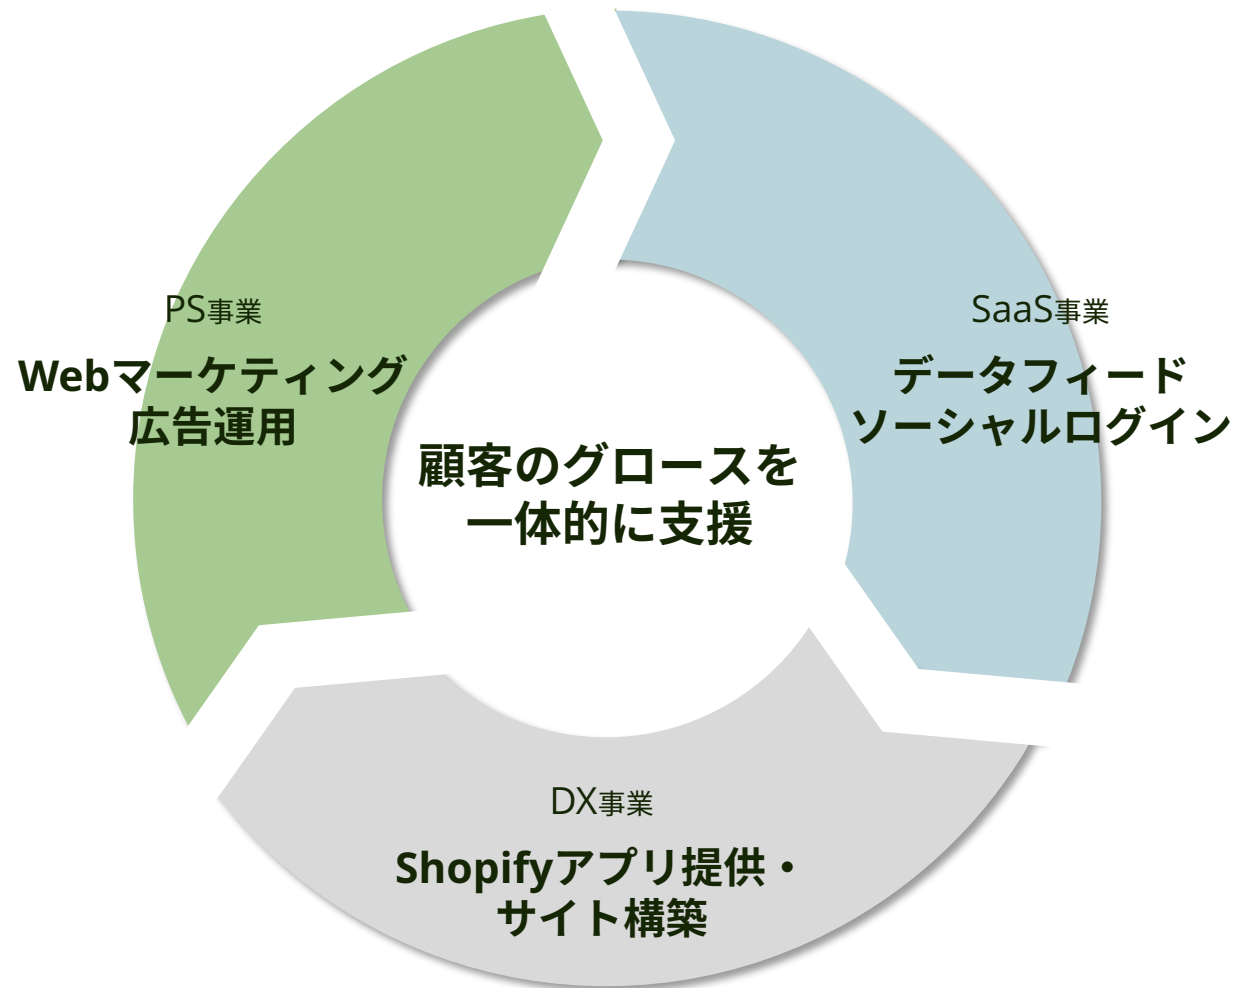 PS事業
Webマーケティング
広告運用
SaaS事業
データフィード
ソーシャルログイン
顧客のグロースを
一体的に支援
DX事業
Shopifyアプリ提供・
サイト構築